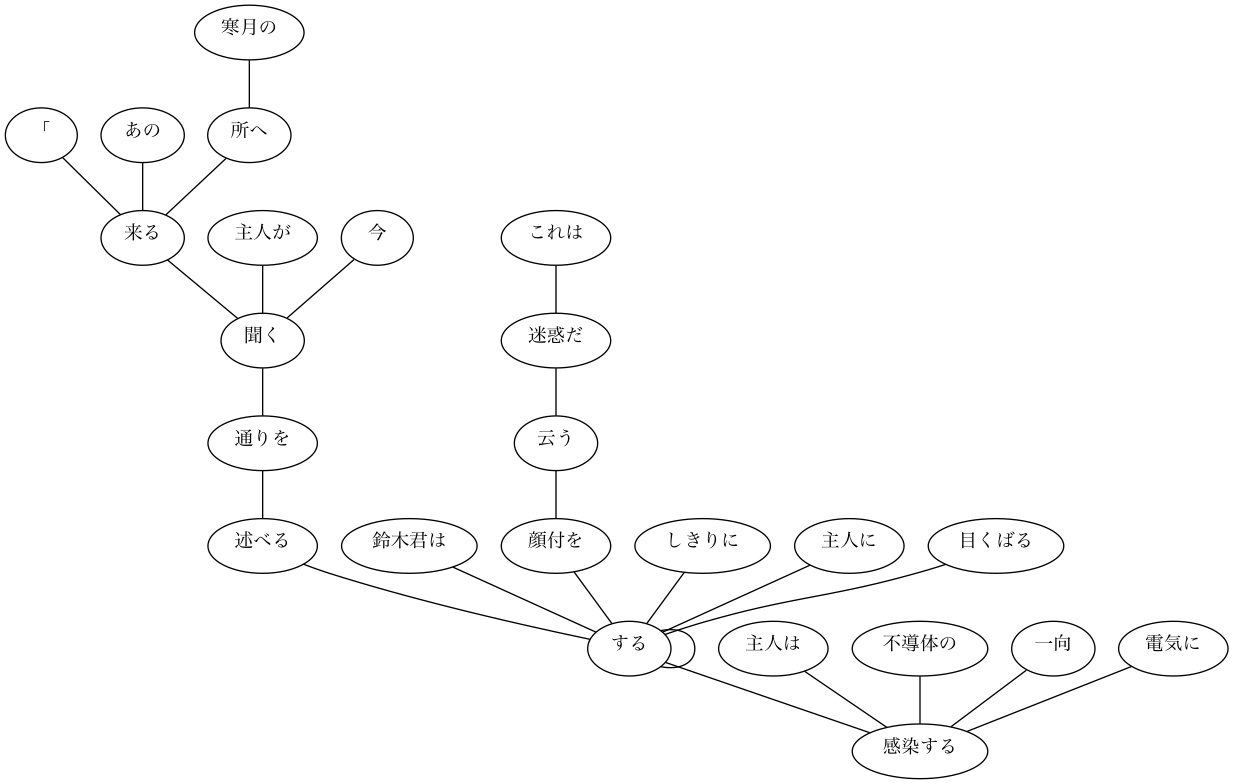 寒月の
「
あの
所へ
来る
主人が
今
これは
聞く
迷惑だ
通りを
云う
述べる
鈴木君は
顔付を
しきりに
主人に
目くばる
する
主人は
不導体の
一向
電気に
感染する